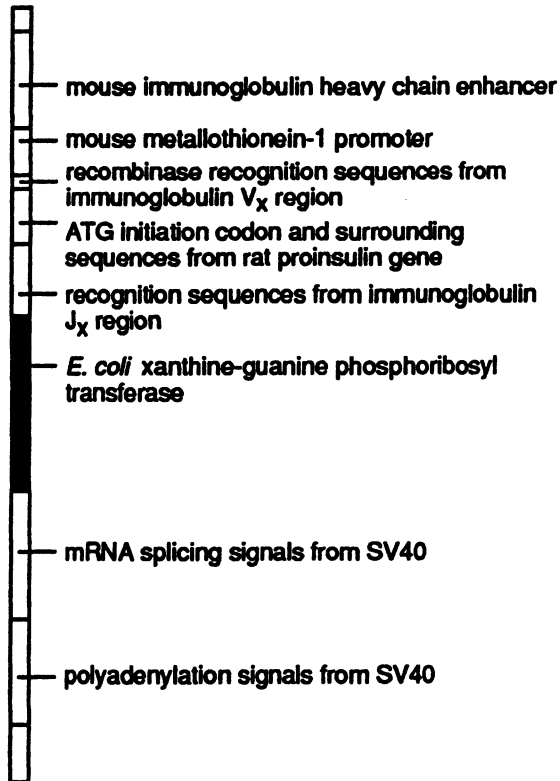 mouse immunoglobulin heavy chain enhancer
mouse metallothionein-1 promoter
recombinase recognition sequences from
immunoglobulin Vx region
ATG initiation codon and surrounding
sequences from rat proinsulin gene
recognition sequences from immunoglobulin
Jx region
E. coli xanthine-guanine phosphoribosyl
transferase
mRNA splicing signals from SV40
polyadenylation signals from SV40